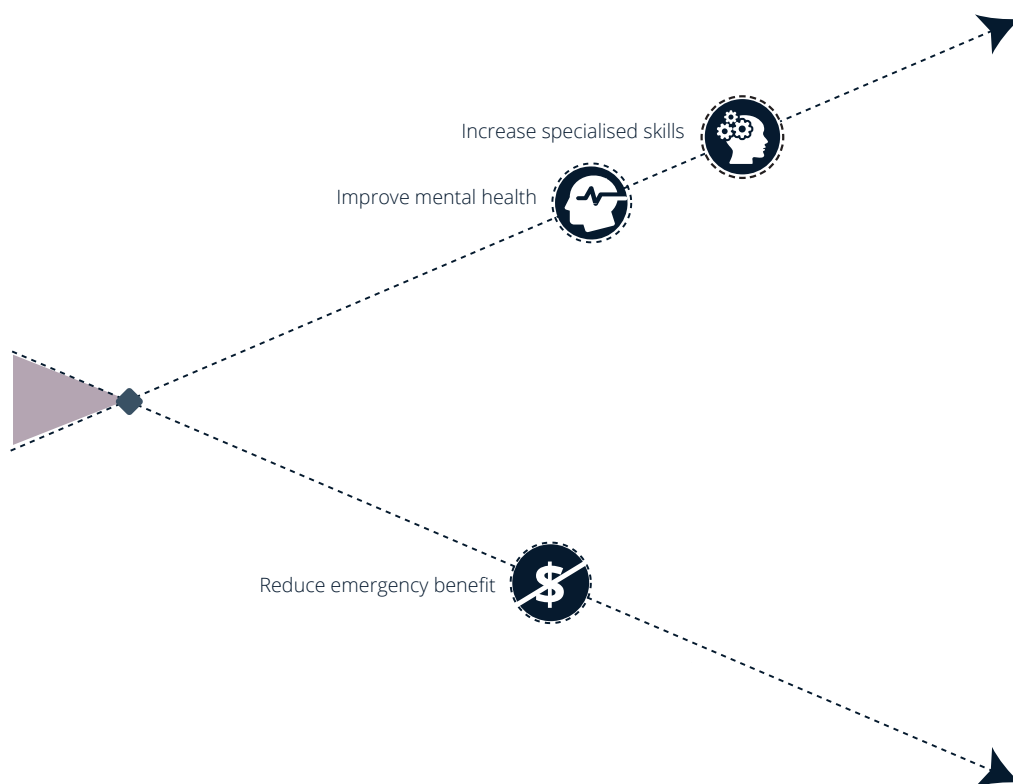 Increase specialised skills
Improve mental health
Reduce emergency benefit